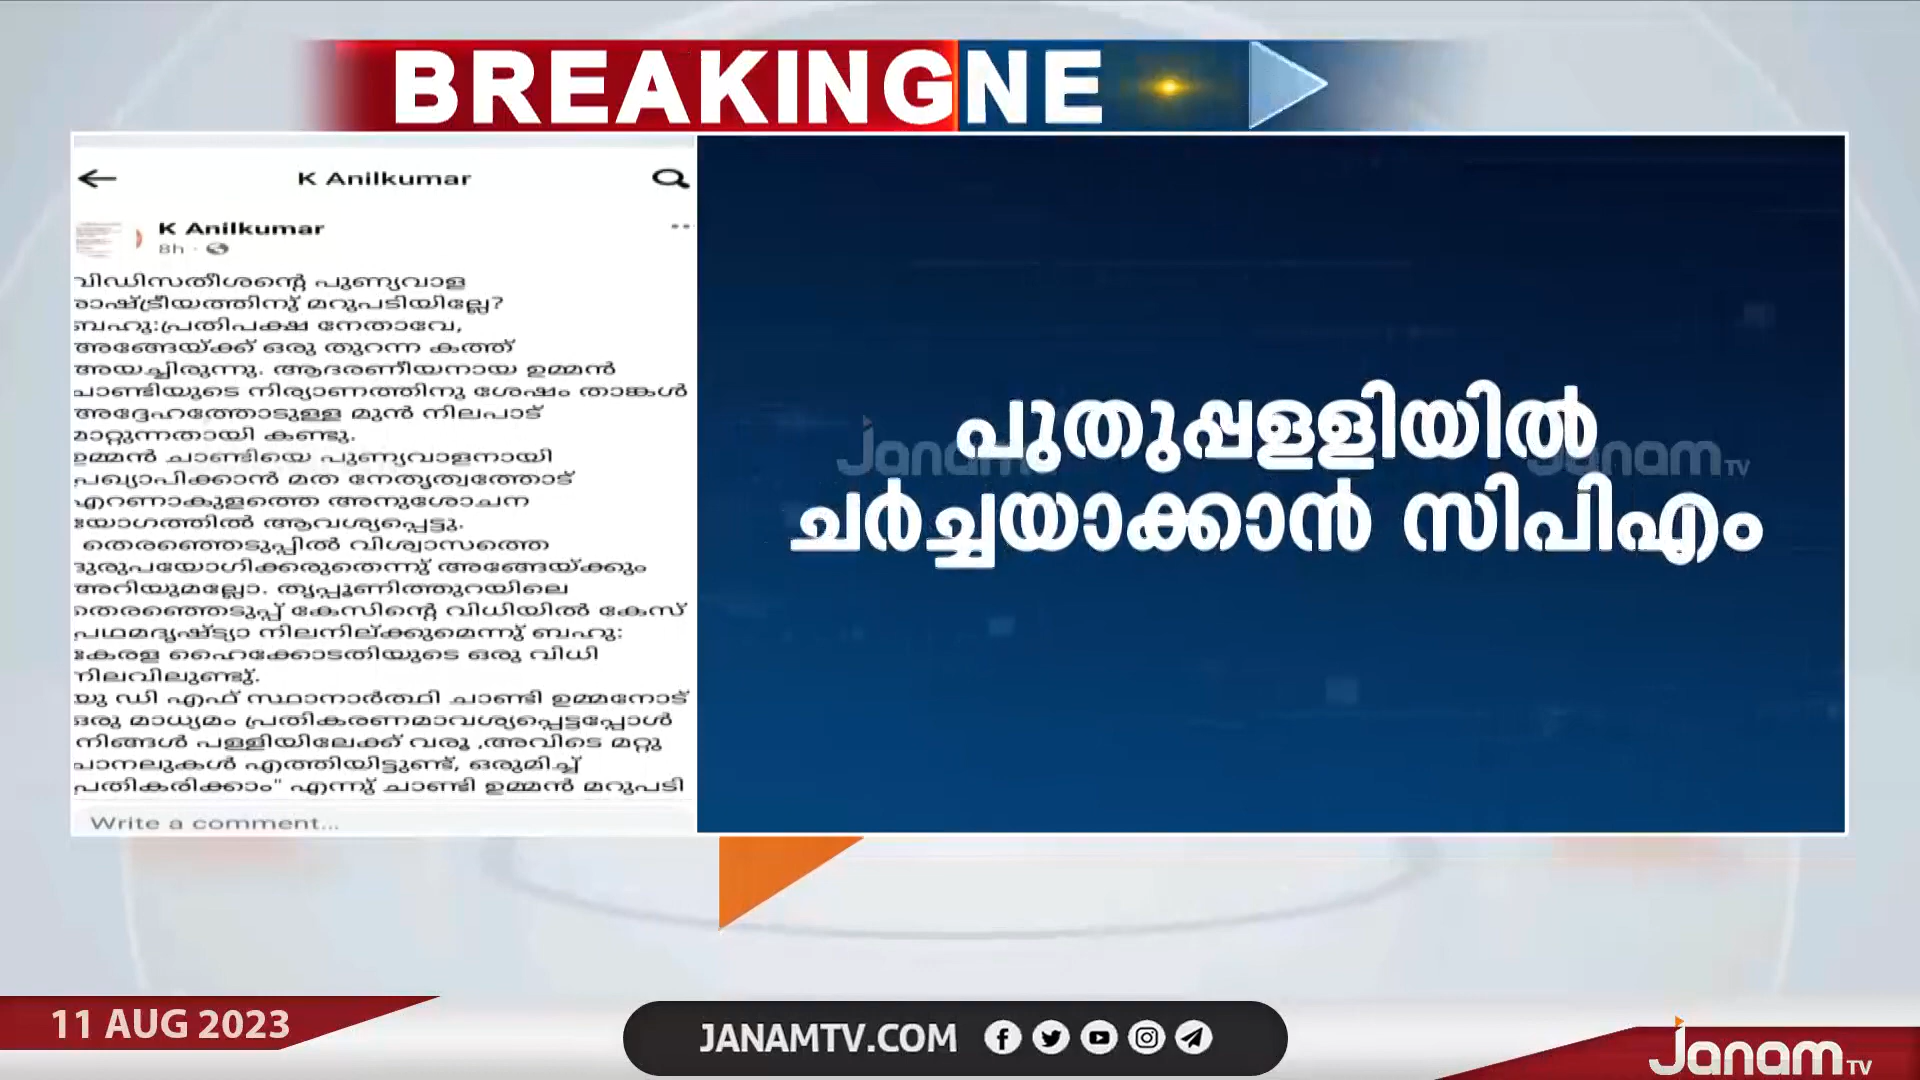 BREAKINGNE
K Anilkumar
K Anilkumar
8h
വിഡിസതീശന്റെ പുണ്യവാള
രാഷ്ട്രീയത്തിനു് മറുപടിയില്ലേ?
ബഹു:പ്രതിപക്ഷ നേതാവേ,
അങ്ങേയ്ക്ക് ഒരു തുറന്ന കത്ത്
അയച്ചിരുന്നു. ആദരണീയനായ ഉമ്മൻ
ചാണ്ടിയുടെ നിര്യാണത്തിനു ശേഷം താങ്കൾ
അദ്ദേഹത്തോടുള്ള മുൻ നിലപാട്
മാറ്റുന്നതായി കണ്ടു.
ഉമ്മൻ ചാണ്ടിയെ പുണ്യവാളനായി
പ്രഖ്യാപിക്കാൻ മത നേതൃത്വത്തോട്
എറണാകുളത്തെ അനുശോചന
യോഗത്തിൽ ആവശ്യപ്പെട്ടു.
തെരഞ്ഞെടുപ്പിൽ വിശ്വാസത്തെ
ദുരുപയോഗിക്കരുതെന്നു് അങ്ങേയ്ക്കും
അറിയുമല്ലോ. തൃപ്പൂണിത്തുറയിലെ
തെരഞ്ഞെടുപ്പ് കേസിന്റെ വിധിയിൽ കേസ്
പ്രഥമദൃഷ്ട്യാ നിലനില്ക്കുമെന്നു് ബഹു:
കേരള ഹൈക്കോടതിയുടെ ഒരു വിധി
നിലവിലുണ്ടു്.
യു ഡി എഫ് സ്ഥാനാർത്ഥി ചാണ്ടി ഉമ്മനോട്
ഒരു മാധ്യമം പ്രതികരണമാവശ്യപ്പെട്ടപ്പോൾ
നിങ്ങൾ പള്ളിയിലേക്ക് വരൂ ,അവിടെ മറ്റു
ചാനലുകൾ എത്തിയിട്ടുണ്ട്, ഒരുമിച്ച്
പ്രതികരിക്കാം" എന്നു് ചാണ്ടി ഉമ്മൻ മറുപടി
Write a comment...
പുതുപ്പള്ളിയിൽ
ചർച്ചയാക്കാൻ സിപിഎം
Janam
Janam TV
11 AUG 2023
JANAMTV.COM
Janam TV